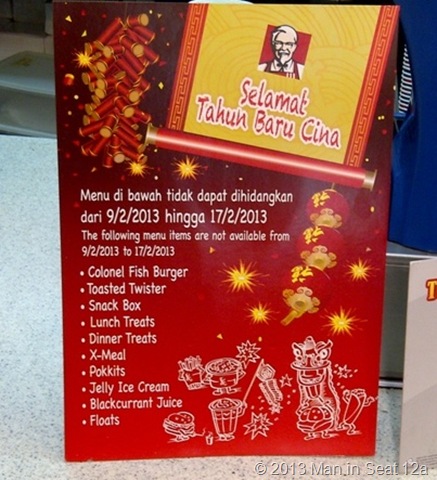 Selamat
Tahun Baru Cina
Menu di bawah tidak dapat dihidangkan
dari 9/2/2013 hingga 17/2/2013
The following menu items are not available from
9/2/2013 to 17/2/2013
• Colonel Fish Burger
• Toasted Twister
• Snack Box
• Lunch Treats
• Dinner Treats
• X-Meal
• Pokkits
• Jelly Ice Cream
• Blackcurrant Juice
• Floats
© 2013 Man in Seat 12a